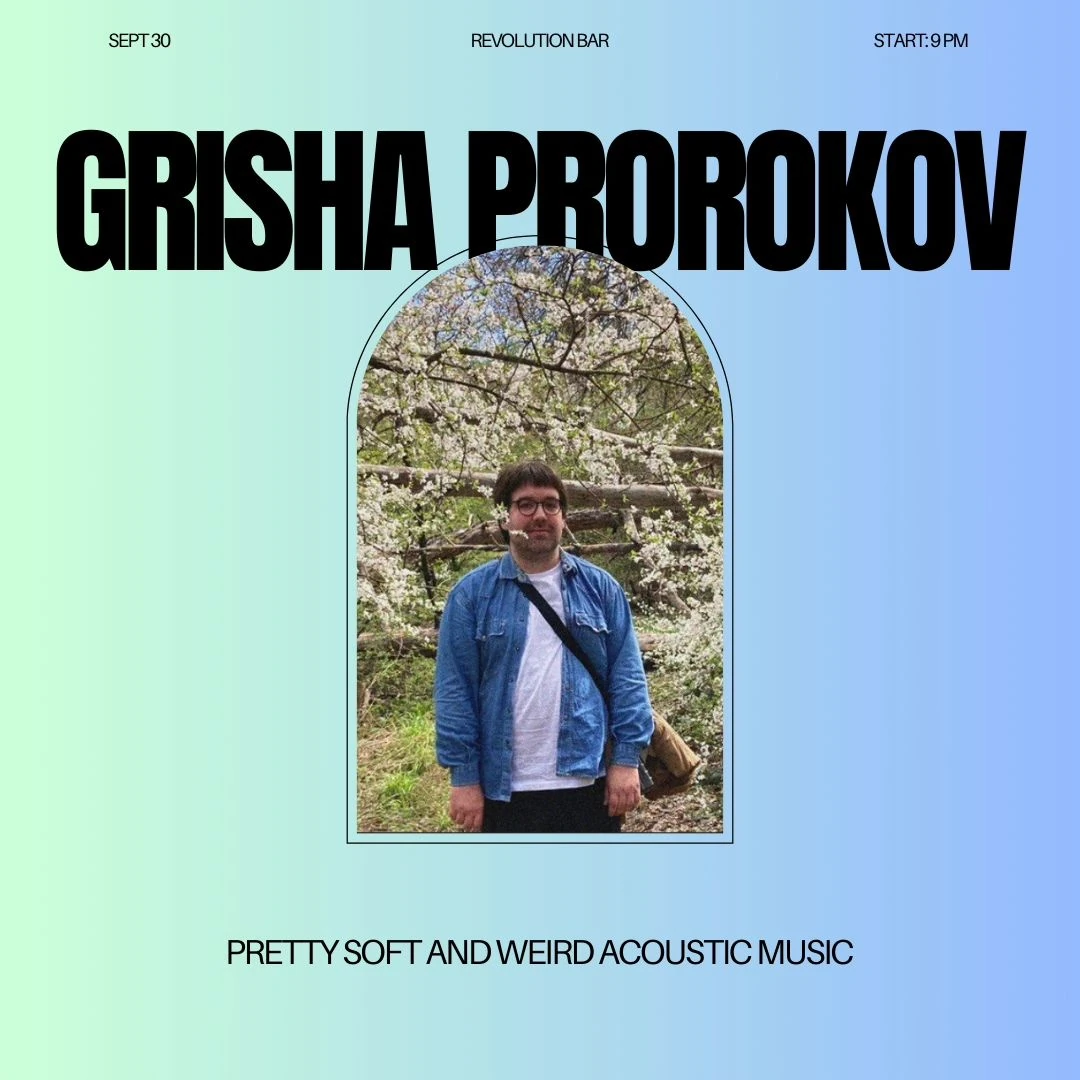 SEPT 30
REVOLUTION BAR
START: 9 PM
GRISHA PROROKOV
PRETTY SOFT AND WEIRD ACOUSTIC MUSIC